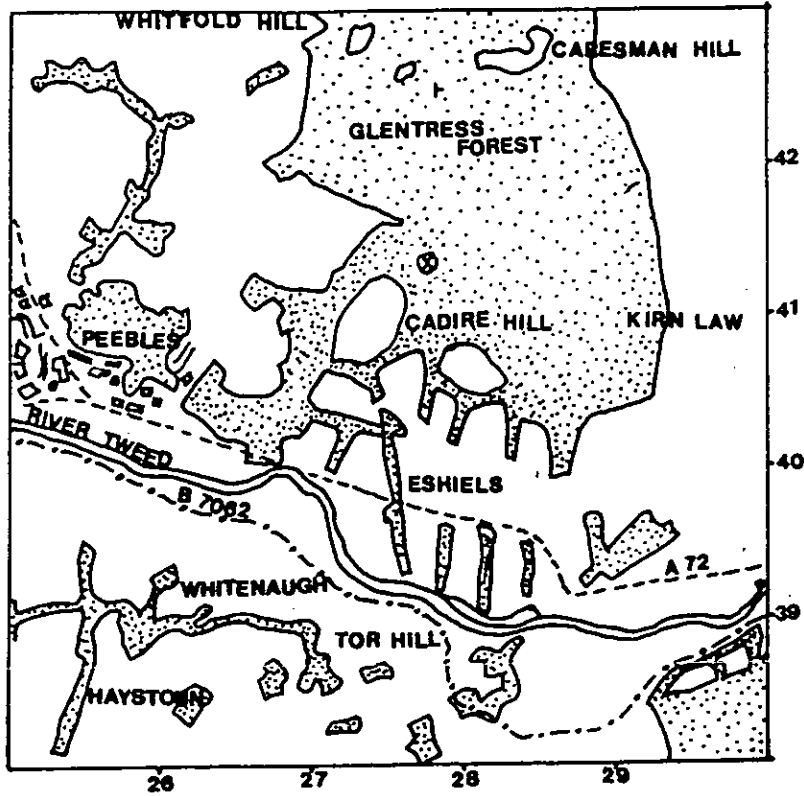 WHITFOLD HILL
CARESMAN HILL
GLENTRESS
FOREST
42
41
CADIRE HILL
KIRN LAW
PEEBLES
RIVER TWEED
40
B 7062
ESHIELS
A 72
WHITENAUGH
39
TOR HILL
HAYSTOUN
26
27
28
29